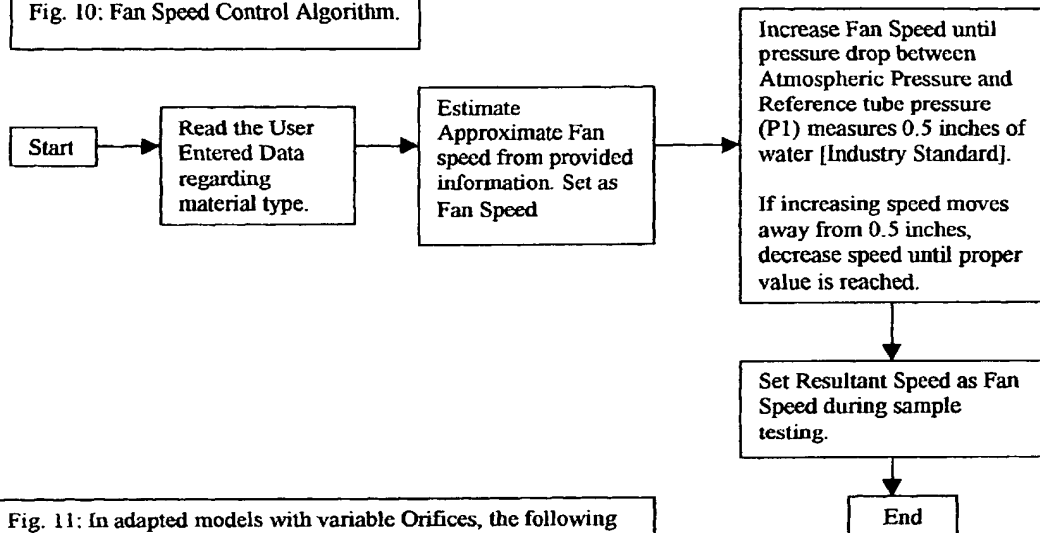 Fig. 10: Fan Speed Control Algorithm.
Start
Read the User
Entered Data
regarding
material type.
Estimate
Approximate Fan
speed from provided
information. Set as
Fan Speed
Increase Fan Speed until
pressure drop between
Atmospheric Pressure and
Reference tube pressure
(P1) measures 0.5 inches of
water [Industry Standard].
If increasing speed moves
away from 0.5 inches,
decrease speed until proper
value is reached.
Set Resultant Speed as Fan
Speed during sample
testing.
End
Fig. 11: In adapted models with variable Orifices, the following